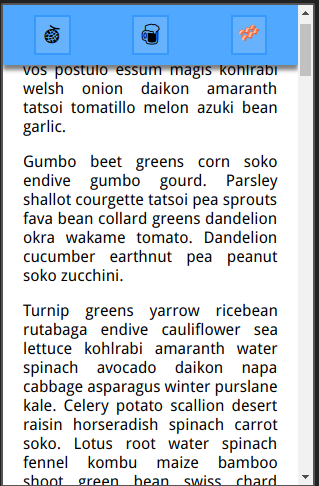 vos postulo essum magis kohlrabi
welsh onion daikon amaranth
tatsoi tomatillo melon azuki bean
garlic.
Gumbo beet greens corn soko
endive gumbo gourd. Parsley
shallot courgette tatsoi pea sprouts
fava bean collard greens dandelion
okra wakame tomato. Dandelion
cucumber earthnut pea peanut
soko zucchini.
Turnip greens yarrow ricebean
rutabaga endive cauliflower sea
lettuce kohlrabi amaranth water
spinach avocado daikon napa
cabbage asparagus winter purslane
kale. Celery potato scallion desert
raisin horseradish spinach carrot
soko. Lotus root water spinach
fennel kombu maize bamboo
shoot green bean swiss chard